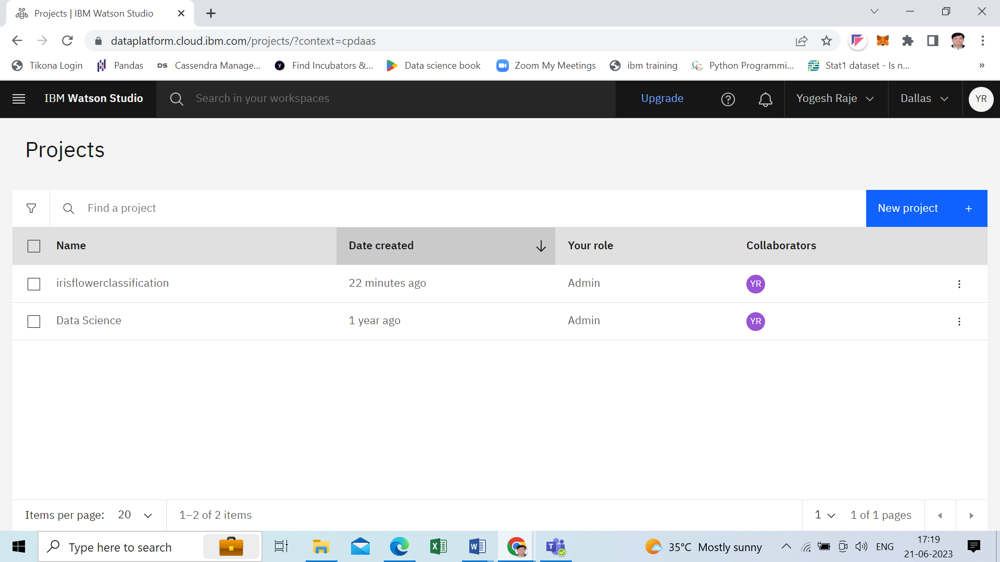 Projects | IBM Watson Studio
dataplatform.cloud.ibm.com/projects/?context=cpdaas
Tikona Login Pandas DS Cassendra Manage... y Find Incubators &... Data science book Zoom My Meetings ibm training Python Programmi... Stat1 dataset - Is n... »
IBM Watson Studio Search in your workspaces Upgrade Yogesh Raje Dallas YR
Projects
Find a project New project +
Name Date created Your role Collaborators
irisflowerclassification 22 minutes ago Admin YR
Data Science 1 year ago Admin YR
Items per page: 20 1–2 of 2 items 1 1 of 1 pages
Type here to search 35°C Mostly sunny ENG 17:19
21-06-2023